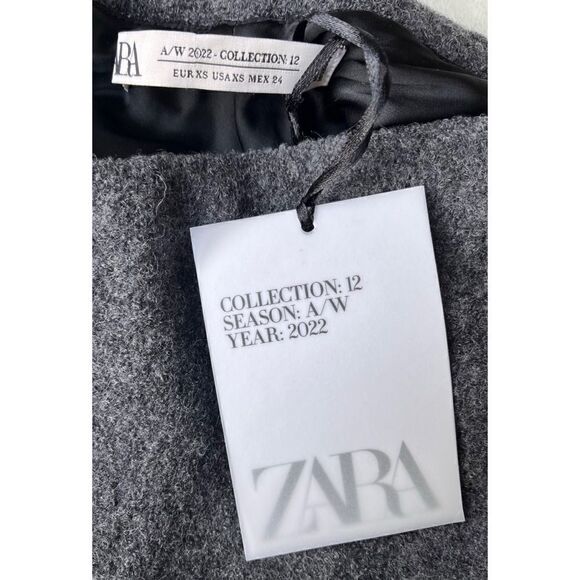 ZARA
A/W 2022 - COLLECTION: 12
EUR XS USA XS MEX 24
COLLECTION: 12
SEASON: A/W
YEAR: 2022
ZARA